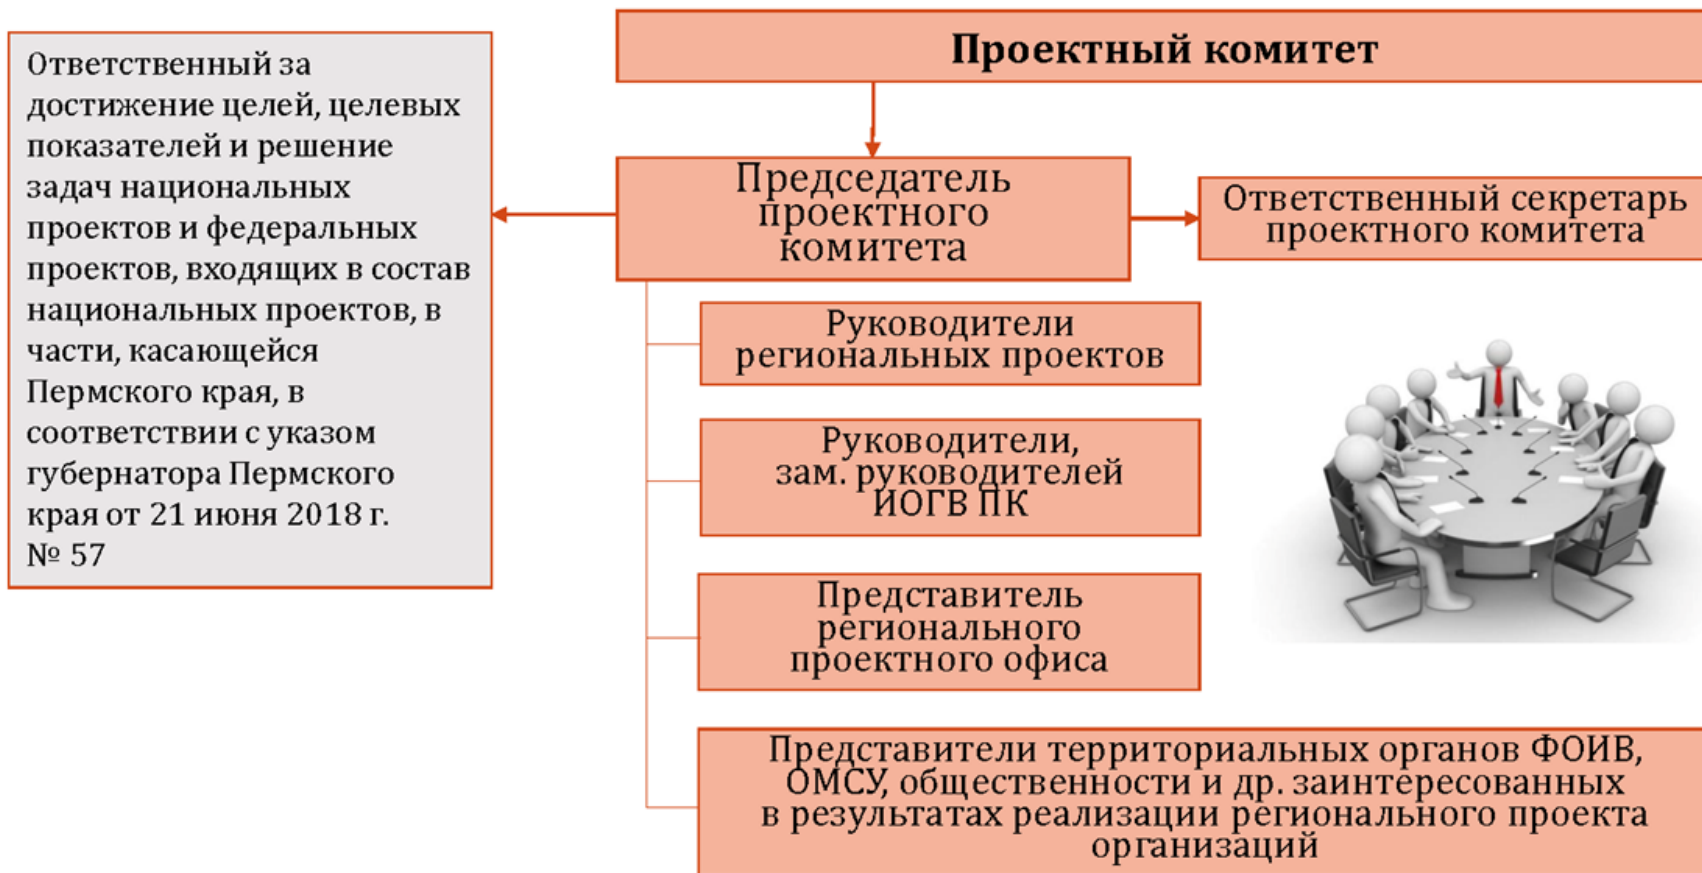 Ответственный за
достижение целей, целевых
показателей и решение
задач национальных
проектов и федеральных
проектов, входящих в состав
национальных проектов, в
части, касающейся
Пермского края, в
соответствии с указом
губернатора Пермского
края от 21 июня 2018 г.
№ 57
Проектный комитет
Председатель
проектного
комитета
Ответственный секретарь
проектного комитета
Руководители
региональных проектов
Руководители,
зам. руководителей
ИОГВ ПК
Представитель
регионального
проектного офиса
Представители территориальных органов ФОИВ,
ОМСУ, общественности и др. заинтересованных
в результатах реализации регионального проекта
организаций